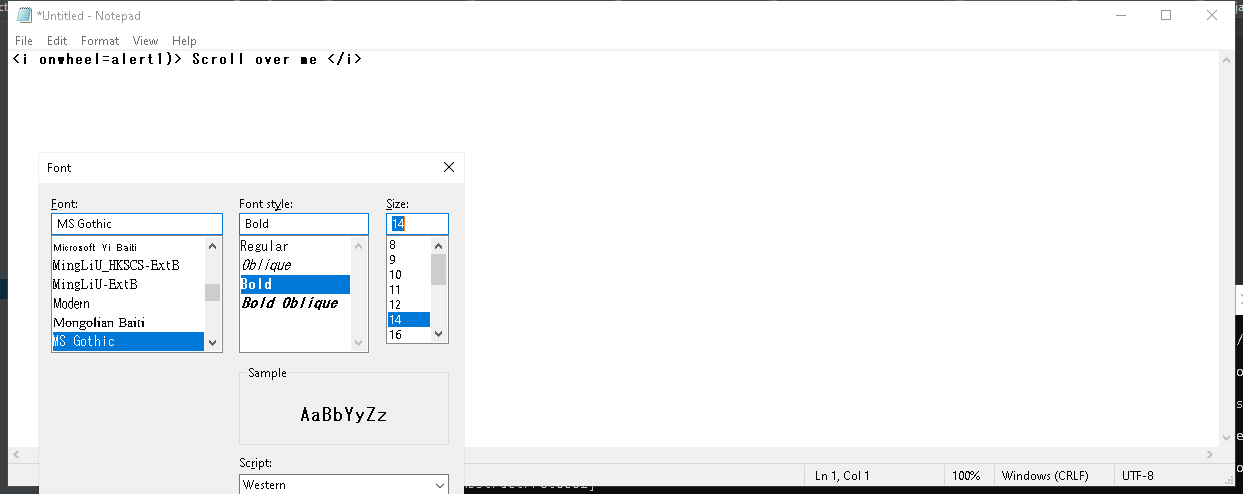 *Untitled - Notepad
File Edit Format View Help
<i onwheel=alert1)> Scroll over me </i>
Font
Font: Font style: Size:
MS Gothic Bold 14
Microsoft Yi Baiti Regular 8
MingLiU_HKSCS-ExtB Oblique 9
MingLiU-ExtB Bold 10
Modern Bold Oblique 11
Mongolian Baiti 12
MS Gothic 14
16
Sample
AaBbYyZz
Script:
Western
Ln 1, Col 1 100% Windows (CRLF) UTF-8